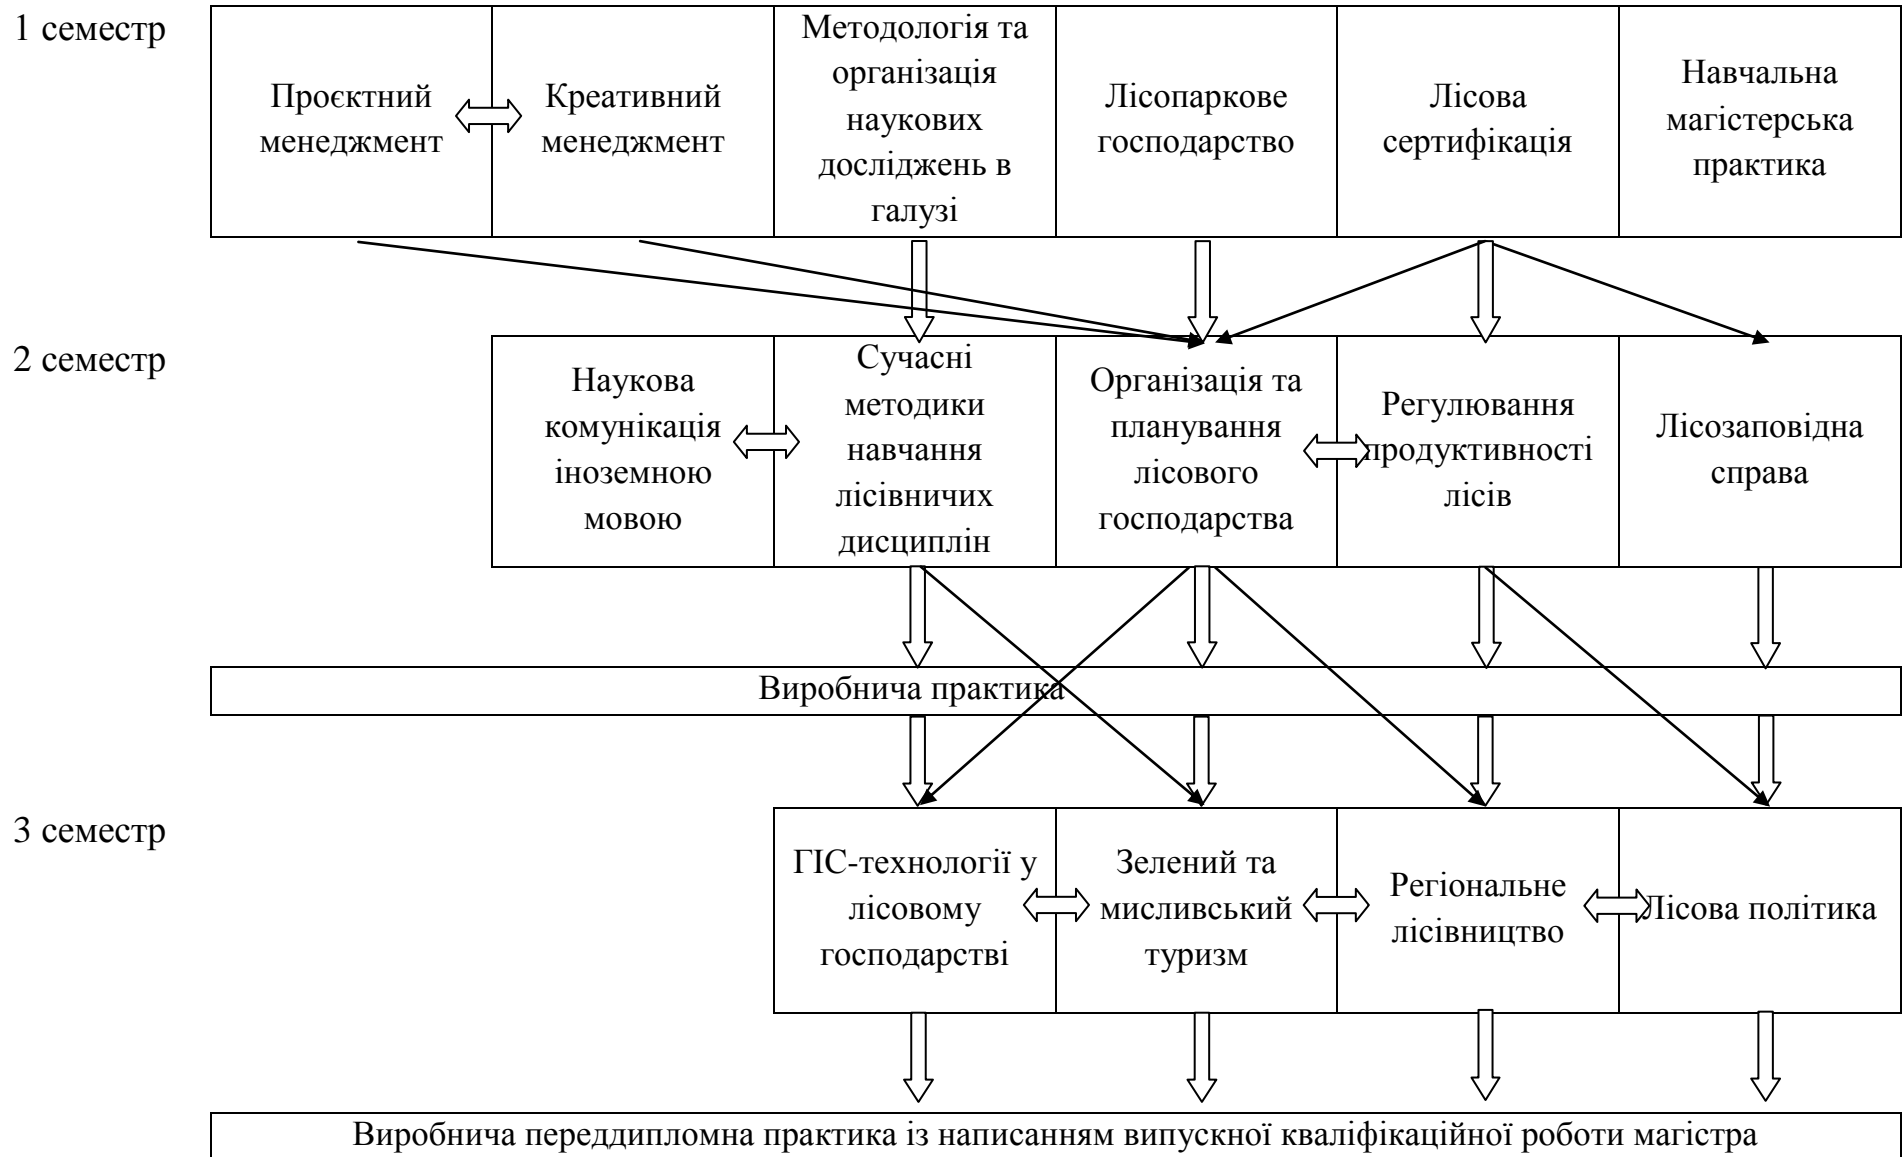 1 семестр
Проєктний
менеджмент
Креативний
менеджмент
Методологія та
організація
наукових
досліджень в
галузі
Лісопаркове
господарство
Лісова
сертифікація
Навчальна
магістерська
практика
2 семестр
Наукова
комунікація
іноземною
мовою
Сучасні
методики
навчання
лісівничих
дисциплін
Організація та
планування
лісового
господарства
Регулювання
продуктивності
лісів
Лісозаповідна
справа
Виробнича практика
3 семестр
ГІС-технології у
лісовому
господарстві
Зелений та
мисливський
туризм
Регіональне
лісівництво
Лісова політика
Виробнича переддипломна практика із написанням випускної кваліфікаційної роботи магістра